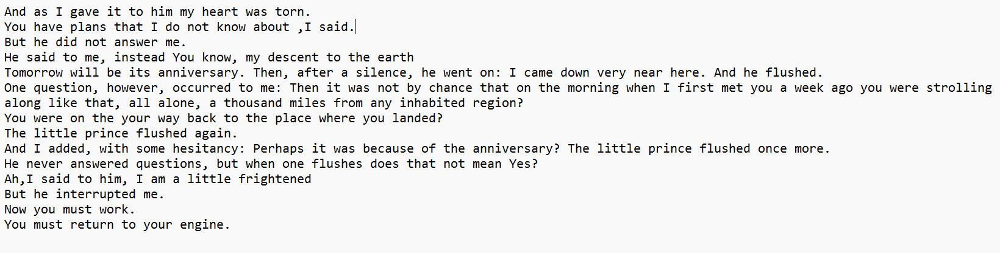 And as I gave it to him my heart was torn.
You have plans that I do not know about ,I said.
But he did not answer me.
He said to me, instead You know, my descent to the earth
Tomorrow will be its anniversary. Then, after a silence, he went on: I came down very near here. And he flushed.
One question, however, occurred to me: Then it was not by chance that on the morning when I first met you a week ago you were strolling
along like that, all alone, a thousand miles from any inhabited region?
You were on the your way back to the place where you landed?
The little prince flushed again.
And I added, with some hesitancy: Perhaps it was because of the anniversary? The little prince flushed once more.
He never answered questions, but when one flushes does that not mean Yes?
Ah,I said to him, I am a little frightened
But he interrupted me.
Now you must work.
You must return to your engine.